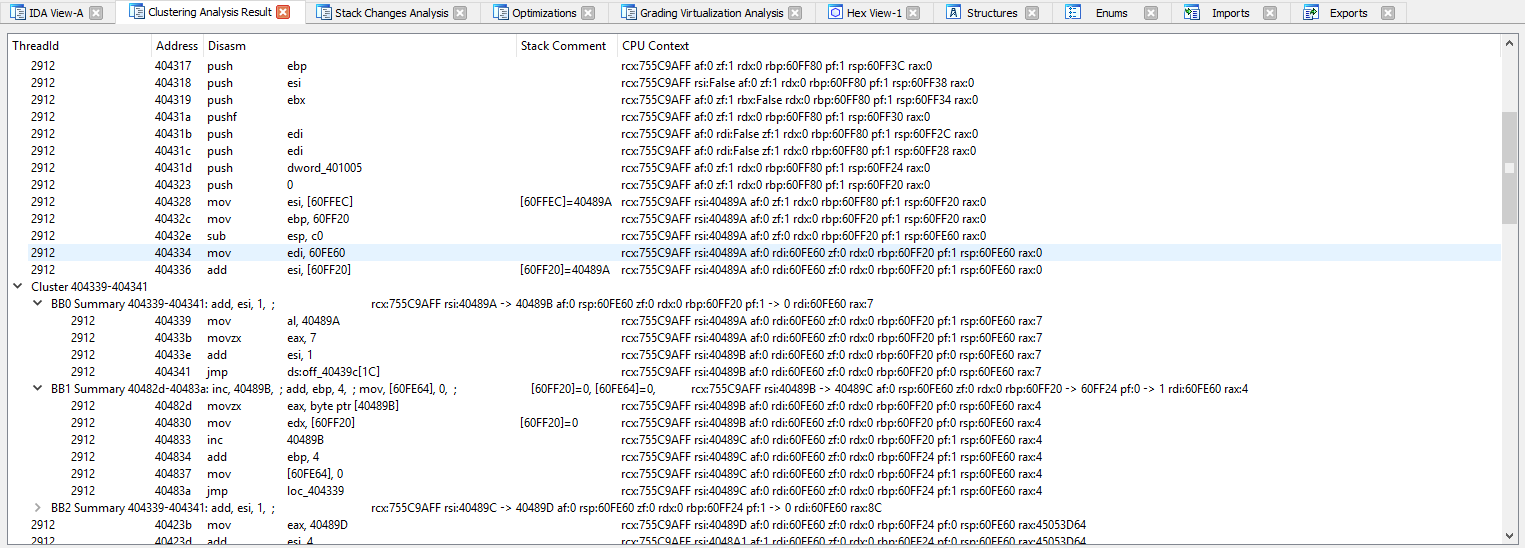 IDA View-A Clustering Analysis Result Stack Changes Analysis Optimizations Grading Virtualization Analysis Hex View-1 Structures Enums Imports Exports
ThreadId Address Disasm Stack Comment CPU Context
2912 404317 push ebp rcx:755C9AFF af:0 zf:1 rdx:0 rbp:60FF80 pf:1 rsp:60FF3C rax:0
2912 404318 push esi rcx:755C9AFF rsi:False af:0 zf:1 rdx:0 rbp:60FF80 pf:1 rsp:60FF38 rax:0
2912 404319 push ebx rcx:755C9AFF af:0 zf:1 rbx:False rdx:0 rbp:60FF80 pf:1 rsp:60FF34 rax:0
2912 40431a pushf rcx:755C9AFF af:0 zf:1 rdx:0 rbp:60FF80 pf:1 rsp:60FF30 rax:0
2912 40431b push edi rcx:755C9AFF af:0 rdi:False zf:1 rdx:0 rbp:60FF80 pf:1 rsp:60FF2C rax:0
2912 40431c push edi rcx:755C9AFF af:0 rdi:False zf:1 rdx:0 rbp:60FF80 pf:1 rsp:60FF28 rax:0
2912 40431d push dword_401005 rcx:755C9AFF af:0 zf:1 rdx:0 rbp:60FF80 pf:1 rsp:60FF24 rax:0
2912 404323 push 0 rcx:755C9AFF af:0 zf:1 rdx:0 rbp:60FF80 pf:1 rsp:60FF20 rax:0
2912 404328 mov esi, [60FFEC] [60FFEC]=40489A rcx:755C9AFF rsi:40489A af:0 zf:1 rdx:0 rbp:60FF80 pf:1 rsp:60FF20 rax:0
2912 40432c mov ebp, 60FF20 rcx:755C9AFF rsi:40489A af:0 zf:1 rdx:0 rbp:60FF20 pf:1 rsp:60FF20 rax:0
2912 40432e sub esp, c0 rcx:755C9AFF rsi:40489A af:0 zf:0 rdx:0 rbp:60FF20 pf:1 rsp:60FE60 rax:0
2912 404334 mov edi, 60FE60 rcx:755C9AFF rsi:40489A af:0 rdi:60FE60 zf:0 rdx:0 rbp:60FF20 pf:1 rsp:60FE60 rax:0
2912 404336 add esi, [60FF20] [60FF20]=40489A rcx:755C9AFF rsi:40489A af:0 rdi:60FE60 zf:0 rdx:0 rbp:60FF20 pf:1 rsp:60FE60 rax:0
Cluster 404339-404341
BB0 Summary 404339-404341: add, esi, 1, ; rcx:755C9AFF rsi:40489A -> 40489B af:0 rsp:60FE60 zf:0 rdx:0 rbp:60FF20 pf:1 -> 0 rdi:60FE60 rax:7
2912 404339 mov al, 40489A rcx:755C9AFF rsi:40489A af:0 rdi:60FE60 zf:0 rdx:0 rbp:60FF20 pf:1 rsp:60FE60 rax:7
2912 40433b movzx eax, 7 rcx:755C9AFF rsi:40489A af:0 rdi:60FE60 zf:0 rdx:0 rbp:60FF20 pf:1 rsp:60FE60 rax:7
2912 40433e add esi, 1 rcx:755C9AFF rsi:40489B af:0 rdi:60FE60 zf:0 rdx:0 rbp:60FF20 pf:0 rsp:60FE60 rax:7
2912 404341 jmp ds:off_40439c[1C] rcx:755C9AFF rsi:40489B af:0 rdi:60FE60 zf:0 rdx:0 rbp:60FF20 pf:0 rsp:60FE60 rax:7
BB1 Summary 40482d-40483a: inc, 40489B, ; add, ebp, 4, ; mov, [60FE64], 0, ; [60FF20]=0, [60FE64]=0, rcx:755C9AFF rsi:40489B -> 40489C af:0 rsp:60FE60 zf:0 rdx:0 rbp:60FF20 -> 60FF24 pf:0 -> 1 rdi:60FE60 rax:4
2912 40482d movzx eax, byte ptr [40489B] rcx:755C9AFF rsi:40489B af:0 rdi:60FE60 zf:0 rdx:0 rbp:60FF20 pf:0 rsp:60FE60 rax:4
2912 404830 mov edx, [60FF20] [60FF20]=0 rcx:755C9AFF rsi:40489B af:0 rdi:60FE60 zf:0 rdx:0 rbp:60FF20 pf:0 rsp:60FE60 rax:4
2912 404833 inc 40489B rcx:755C9AFF rsi:40489C af:0 rdi:60FE60 zf:0 rdx:0 rbp:60FF20 pf:1 rsp:60FE60 rax:4
2912 404834 add ebp, 4 rcx:755C9AFF rsi:40489C af:0 rdi:60FE60 zf:0 rdx:0 rbp:60FF24 pf:1 rsp:60FE60 rax:4
2912 404837 mov [60FE64], 0 rcx:755C9AFF rsi:40489C af:0 rdi:60FE60 zf:0 rdx:0 rbp:60FF24 pf:1 rsp:60FE60 rax:4
2912 40483a jmp loc_404339 rcx:755C9AFF rsi:40489C af:0 rdi:60FE60 zf:0 rdx:0 rbp:60FF24 pf:1 rsp:60FE60 rax:4
BB2 Summary 404339-404341: add, esi, 1, ; rcx:755C9AFF rsi:40489C -> 40489D af:0 rsp:60FE60 zf:0 rdx:0 rbp:60FF24 pf:1 -> 0 rdi:60FE60 rax:8C
2912 40423b mov eax, 40489D rcx:755C9AFF rsi:40489D af:0 rdi:60FE60 zf:0 rdx:0 rbp:60FF24 pf:0 rsp:60FE60 rax:45053D64
2912 40423d add esi, 4 rcx:755C9AFF rsi:4048A1 af:1 rdi:60FE60 zf:0 rdx:0 rbp:60FF24 pf:0 rsp:60FE60 rax:45053D64